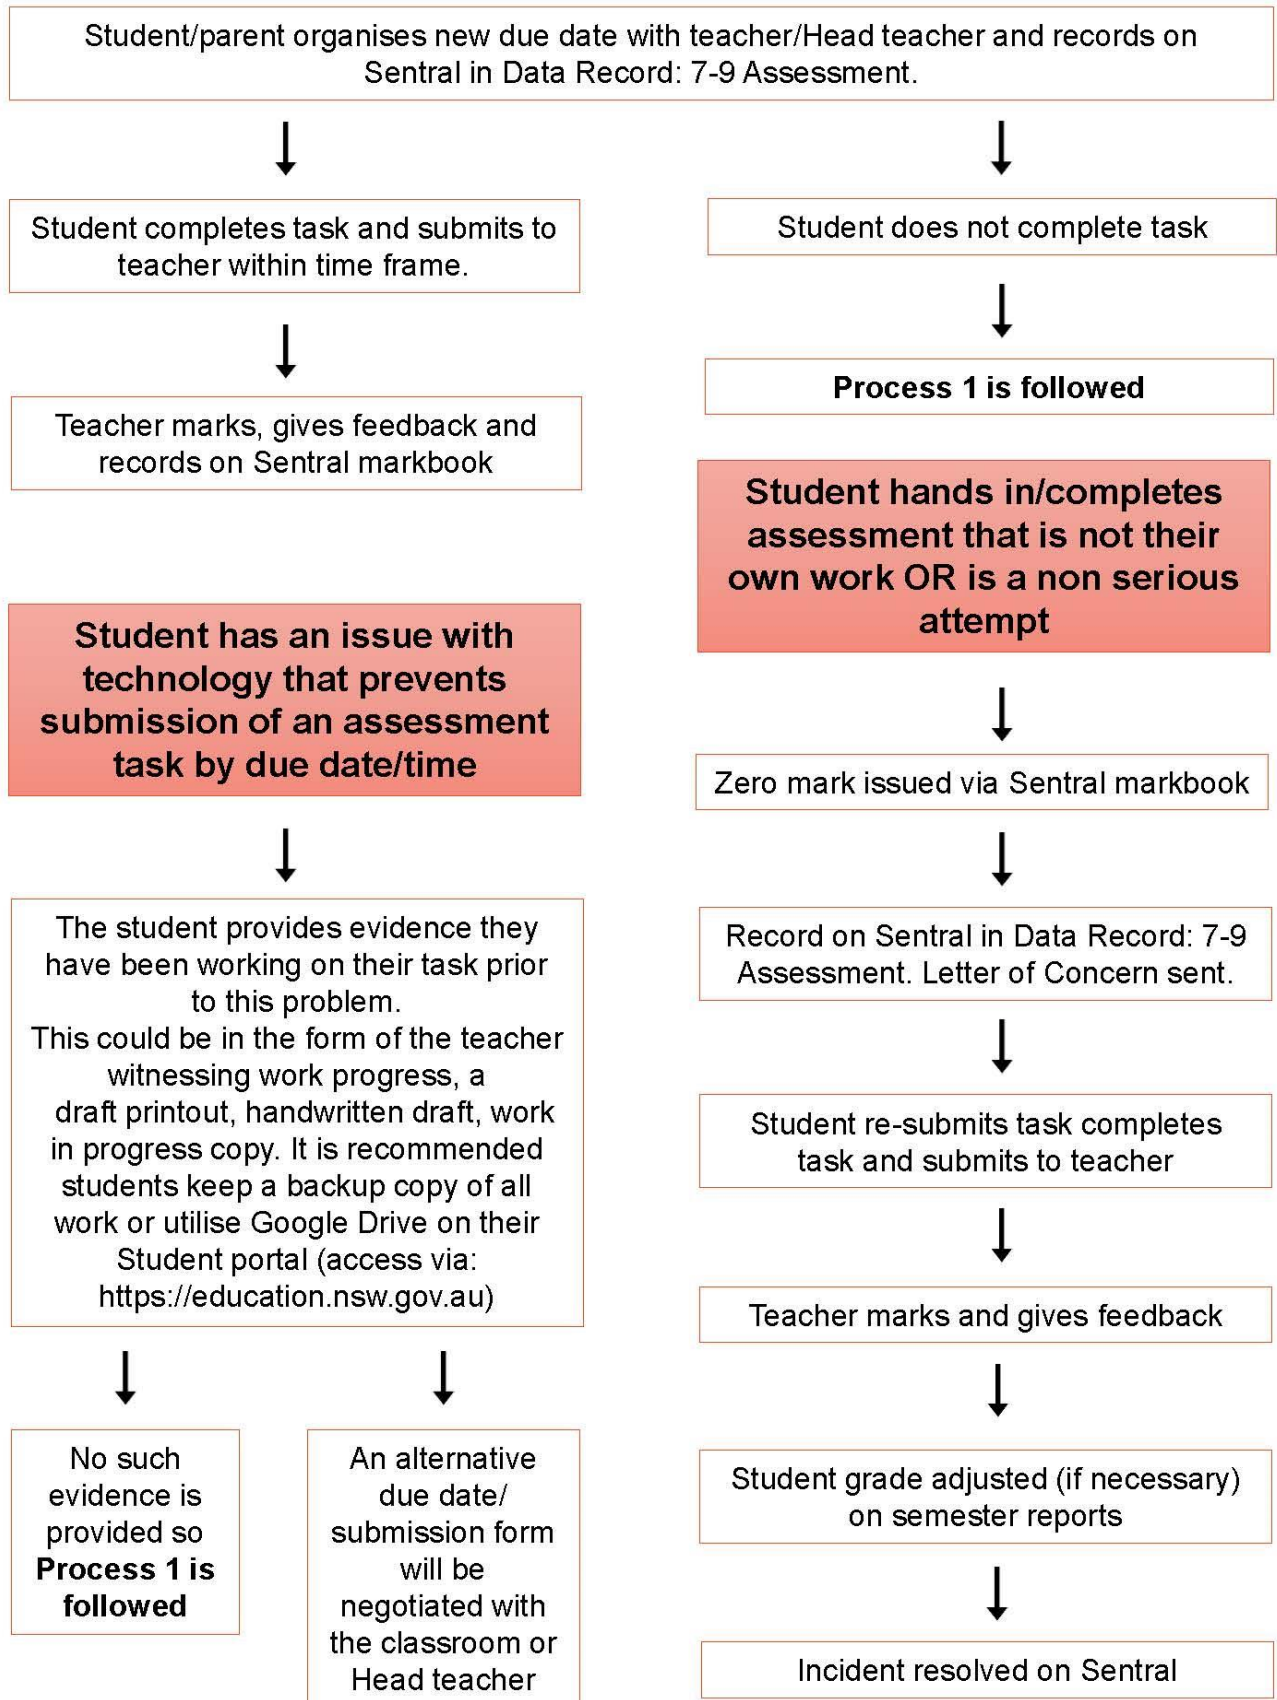 Student/parent organises new due date with teacher/Head teacher and records on
Sentral in Data Record: 7-9 Assessment.
Student completes task and submits to
teacher within time frame.
Teacher marks, gives feedback and
records on Sentral markbook
Student does not complete task
Process 1 is followed
Student has an issue with
technology that prevents
submission of an assessment
task by due date/time
The student provides evidence they
have been working on their task prior
to this problem.
This could be in the form of the teacher
witnessing work progress, a
draft printout, handwritten draft, work
in progress copy. It is recommended
students keep a backup copy of all
work or utilise Google Drive on their
Student portal (access via:
https://education.nsw.gov.au)
No such
evidence is
provided so
Process 1 is
followed
An alternative
due date/
submission form
will be
negotiated with
the classroom or
Head teacher
Student hands in/completes
assessment that is not their
own work OR is a non serious
attempt
Zero mark issued via Sentral markbook
Record on Sentral in Data Record: 7-9
Assessment. Letter of Concern sent.
Student re-submits task completes
task and submits to teacher
Teacher marks and gives feedback
Student grade adjusted (if necessary)
on semester reports
Incident resolved on Sentral